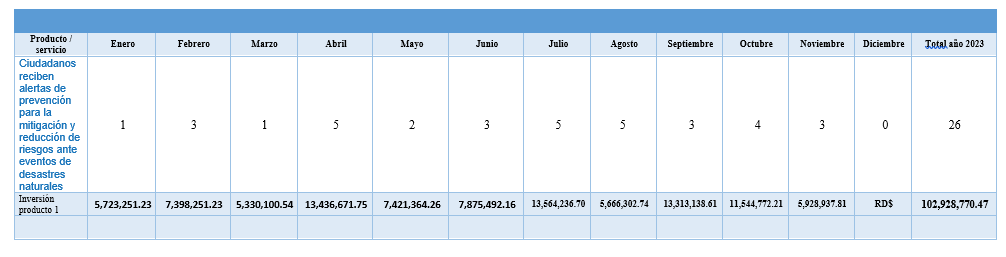 Producto / servicio Enero Febrero Marzo Abril Mayo Junio Julio Agosto Septiembre Octubre Noviembre Diciembre Total año 2023
Ciudadanos
reciben
alertas de
prevención
para la
mitigación y
reducción de
riesgos ante
eventos de
desastres
naturales
1 3 1 5 2 3 5 5 3 4 3 0 26
Inversión
producto 1
5,723,251.23 7,398,251.23 5,330,100.54 13,436,671.75 7,421,364.26 7,875,492.16 13,564,236.70 5,666,302.74 13,313,138.61 11,544,772.21 5,928,937.81 RD$ 102,928,770.47